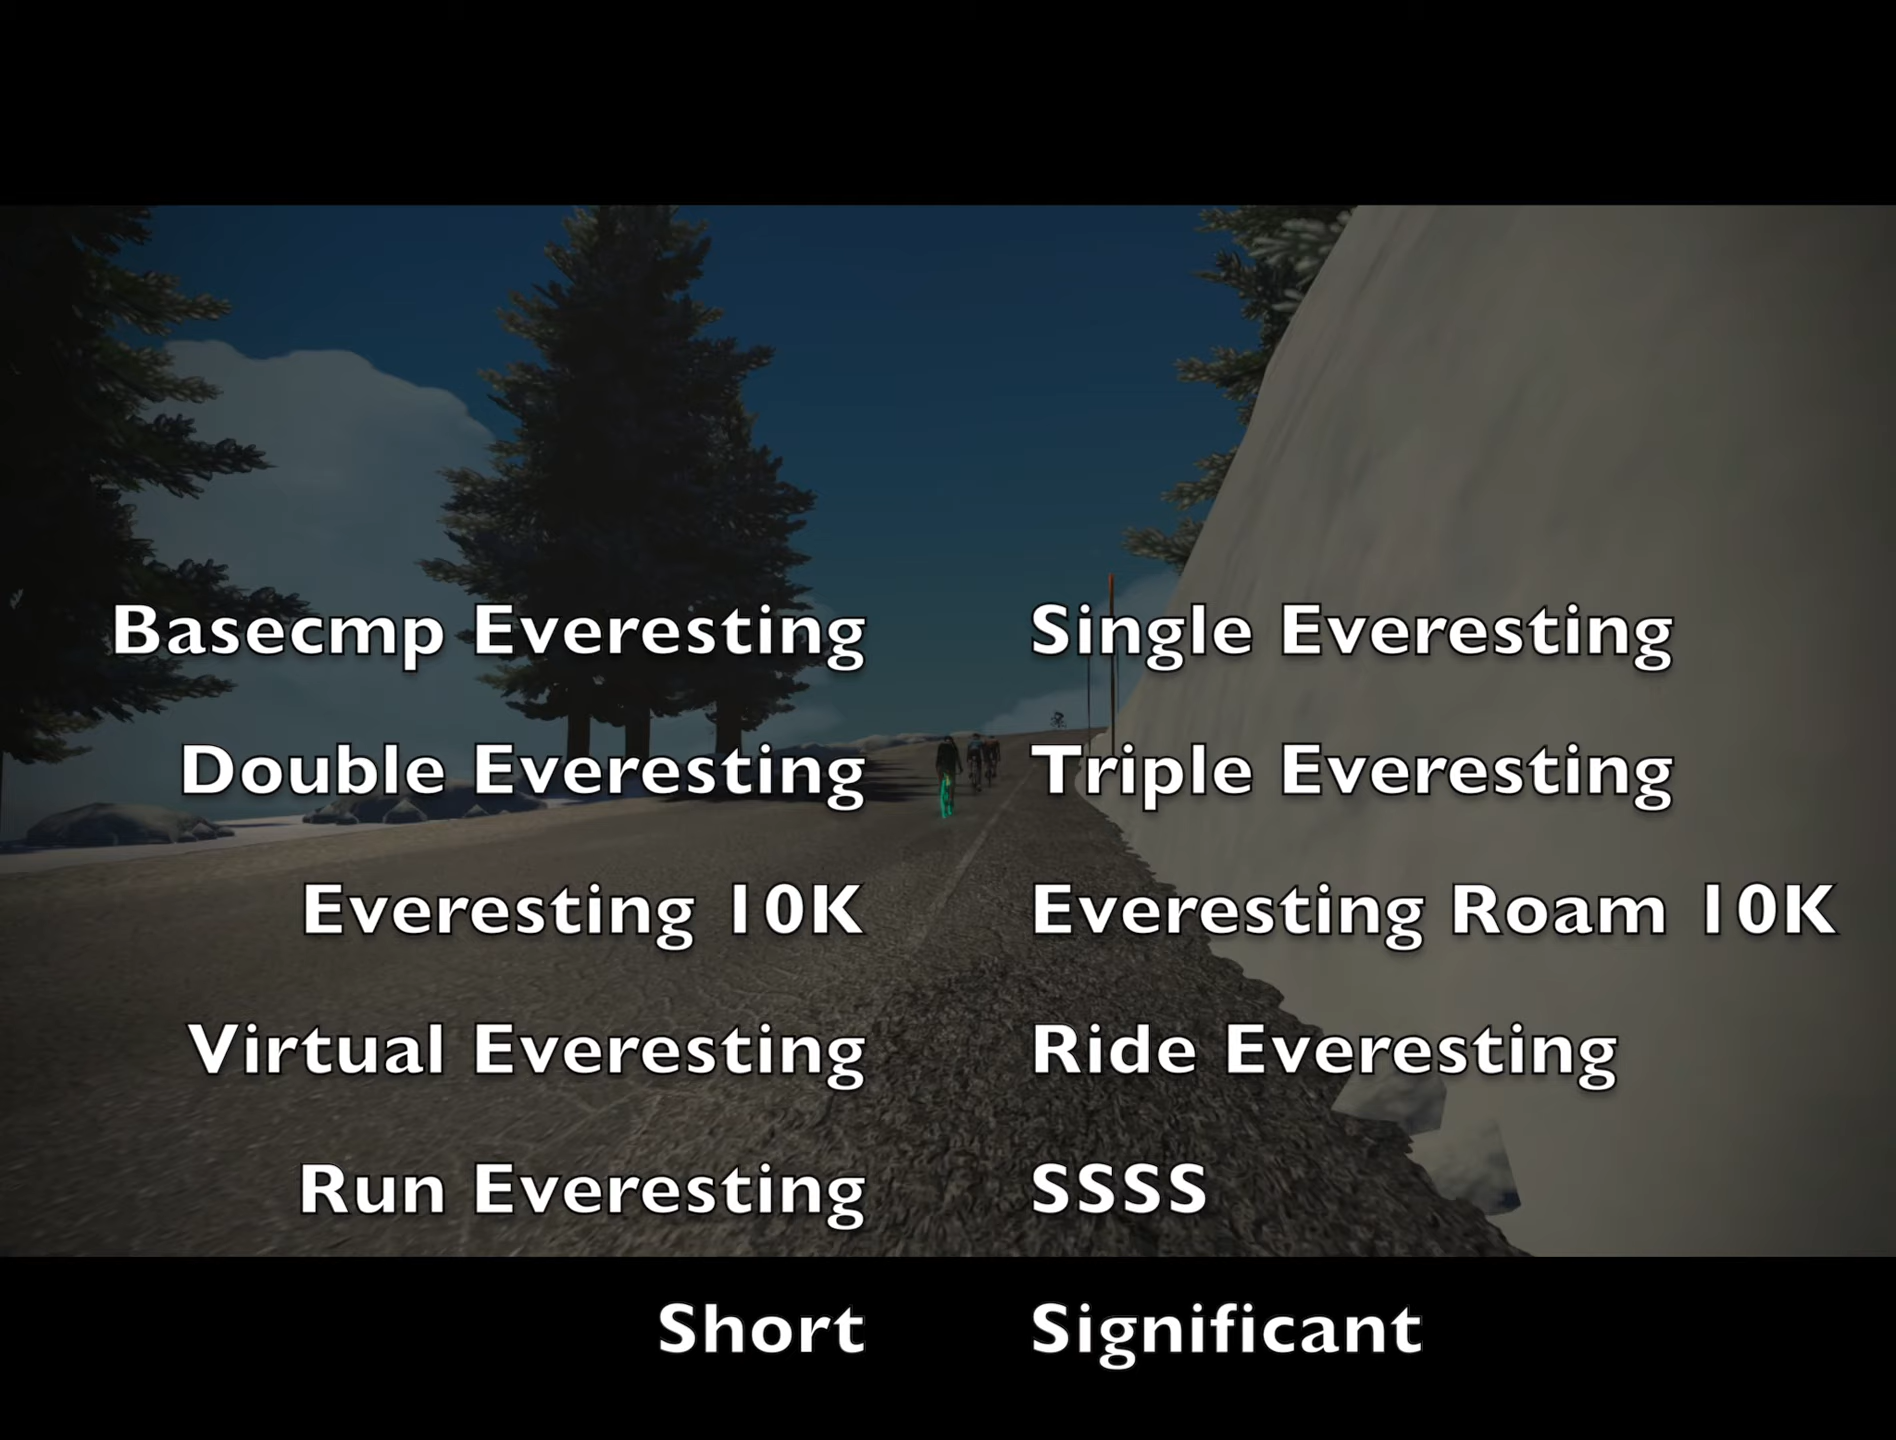 Basecmp Everesting Single Everesting
Double Everesting Triple Everesting
Everesting 10K Everesting Roam 10K
Virtual Everesting Ride Everesting
Run Everesting SSSS
Short Significant